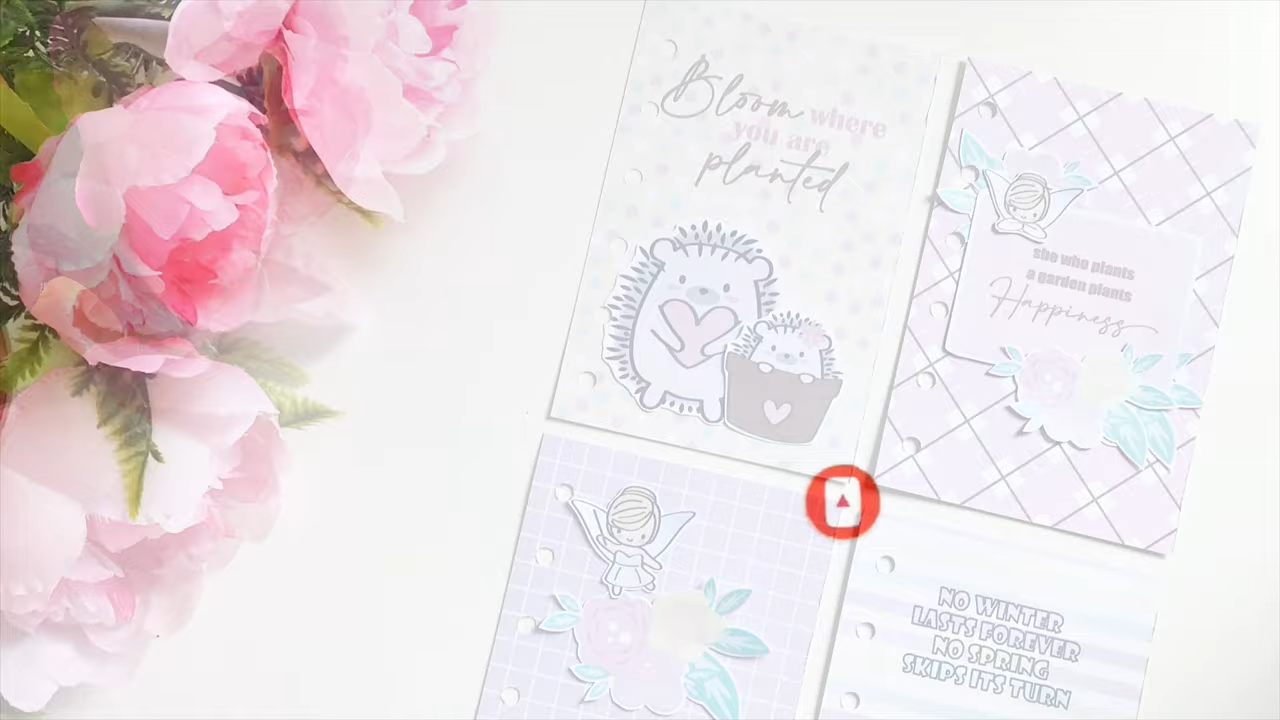 Bloom where
you are
planted
she who plants
a garden plants
Happiness
NO WINTER
LASTS FOREVER
NO SPRING
SKIPS ITS TURN